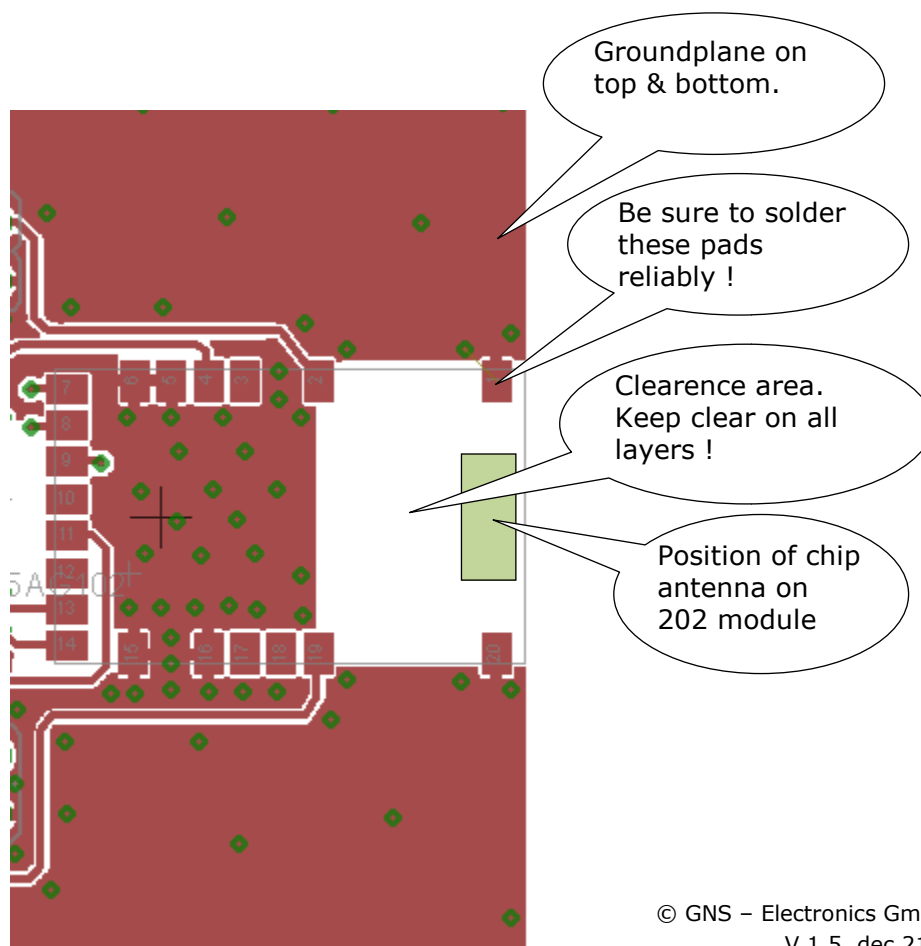 Groundplane on
top & bottom.
Be sure to solder
these pads
reliably !
Clearence area.
Keep clear on all
layers !
Position of chip
antenna on
202 module
6
5
4
3
2
1
7
8
9
10
11
12
13
14
5AG102
15
16
17
18
19
20
© GNS – Electronics Gm
V 1.5, dec 2